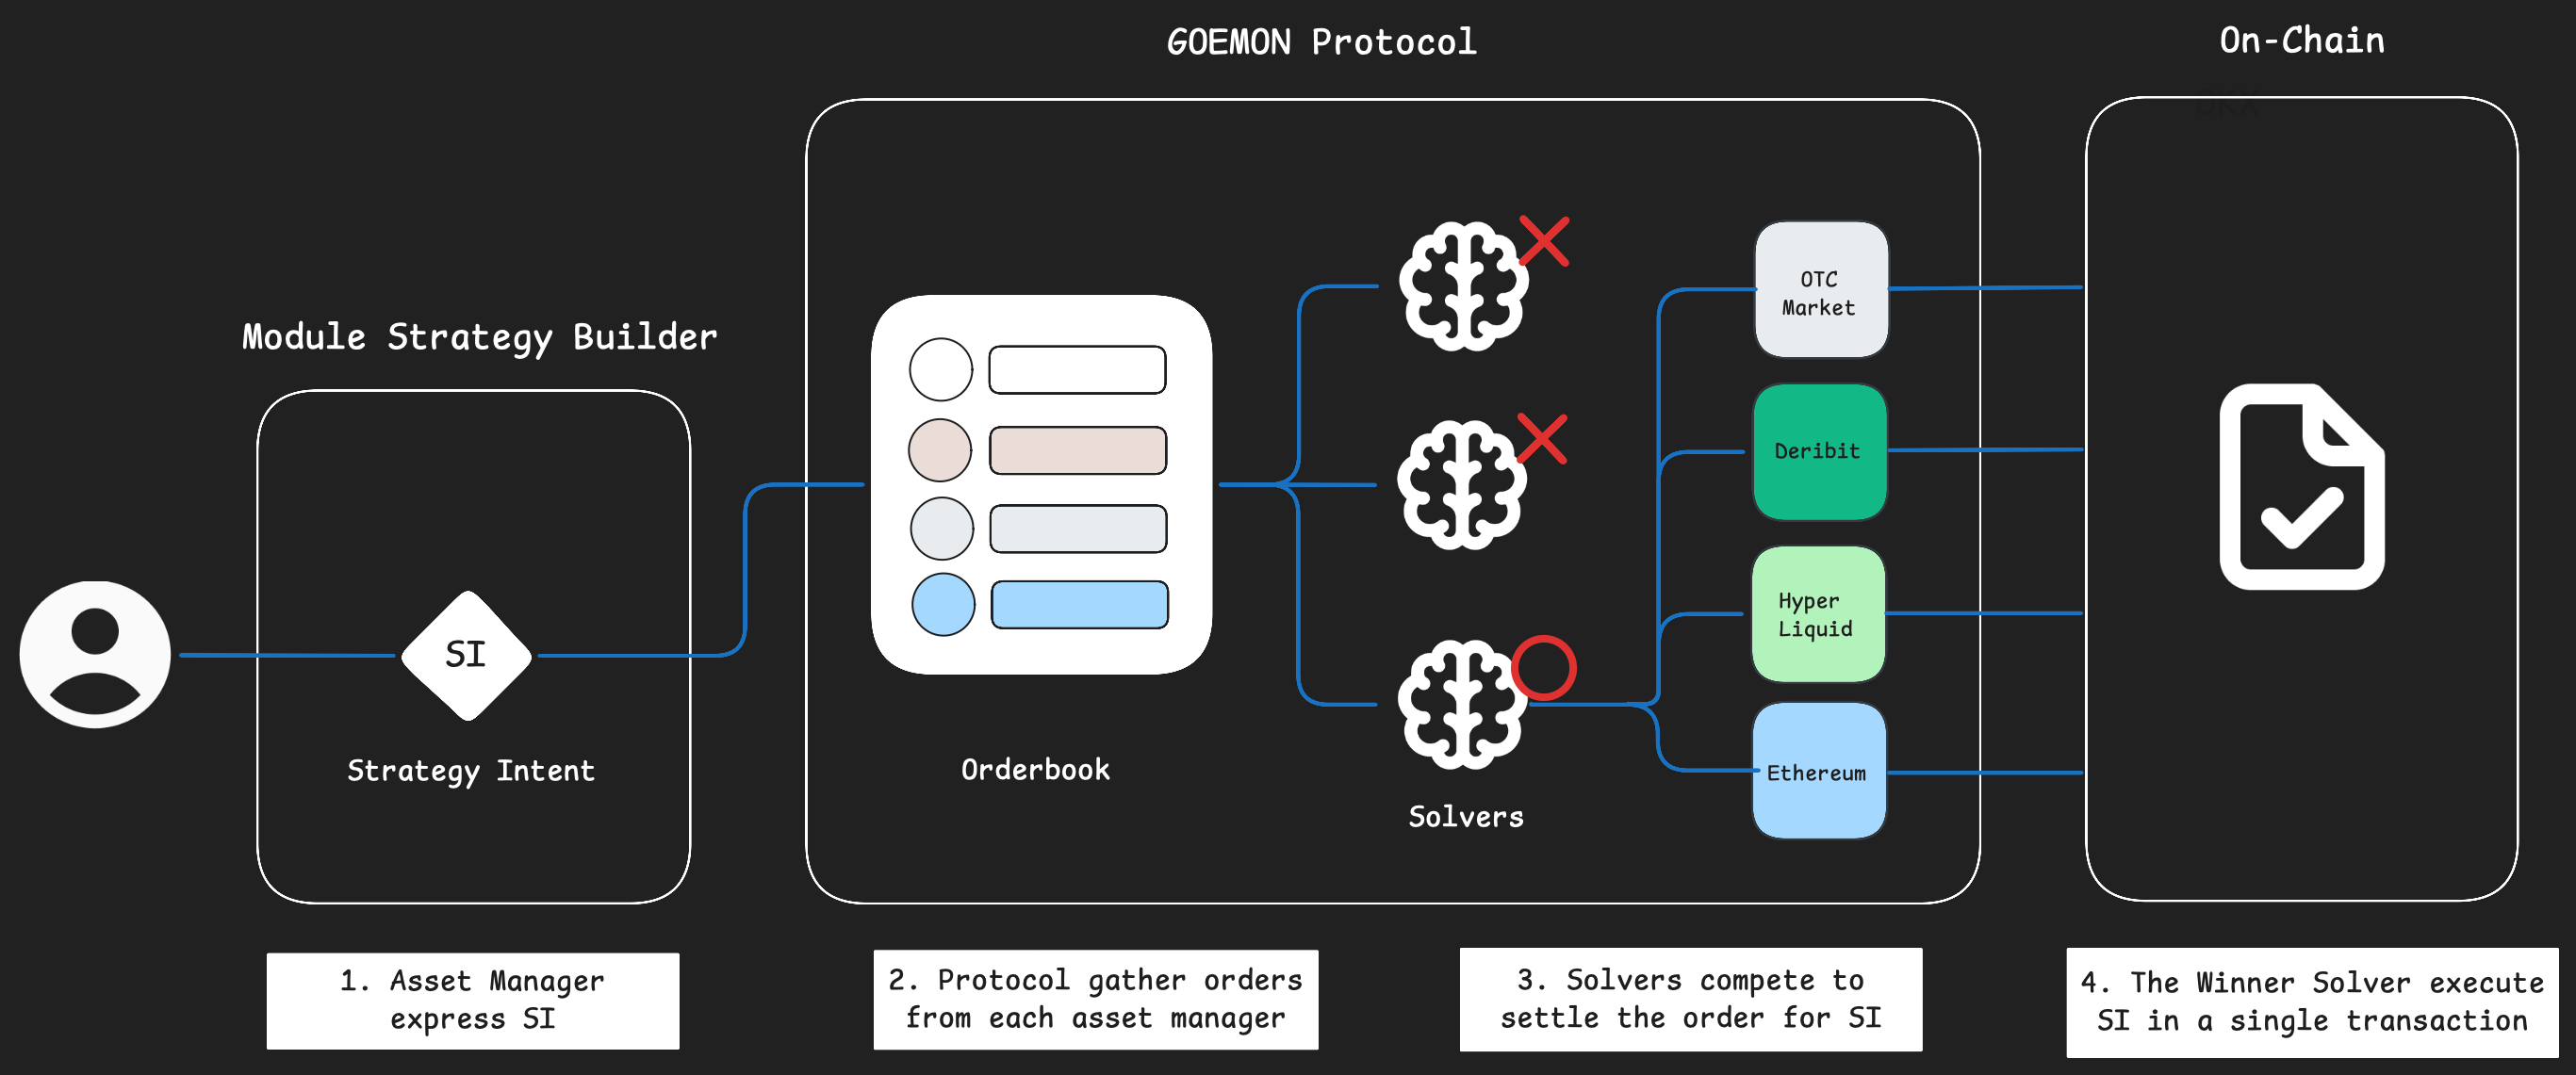 GOEMON Protocol
On-Chain
Module Strategy Builder
SI
Strategy Intent
Orderbook
Solvers
OTC
Market
Deribit
Hyper
Liquid
Ethereum
1. Asset Manager
express SI
2. Protocol gather orders
from each asset manager
3. Solvers compete to
settle the order for SI
4. The Winner Solver execute
SI in a single transaction